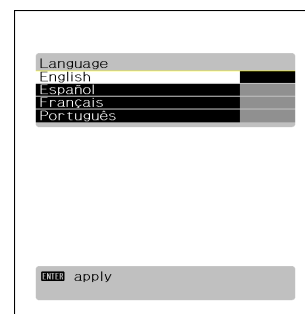 Language
English
Español
Français
Português
ENTER apply